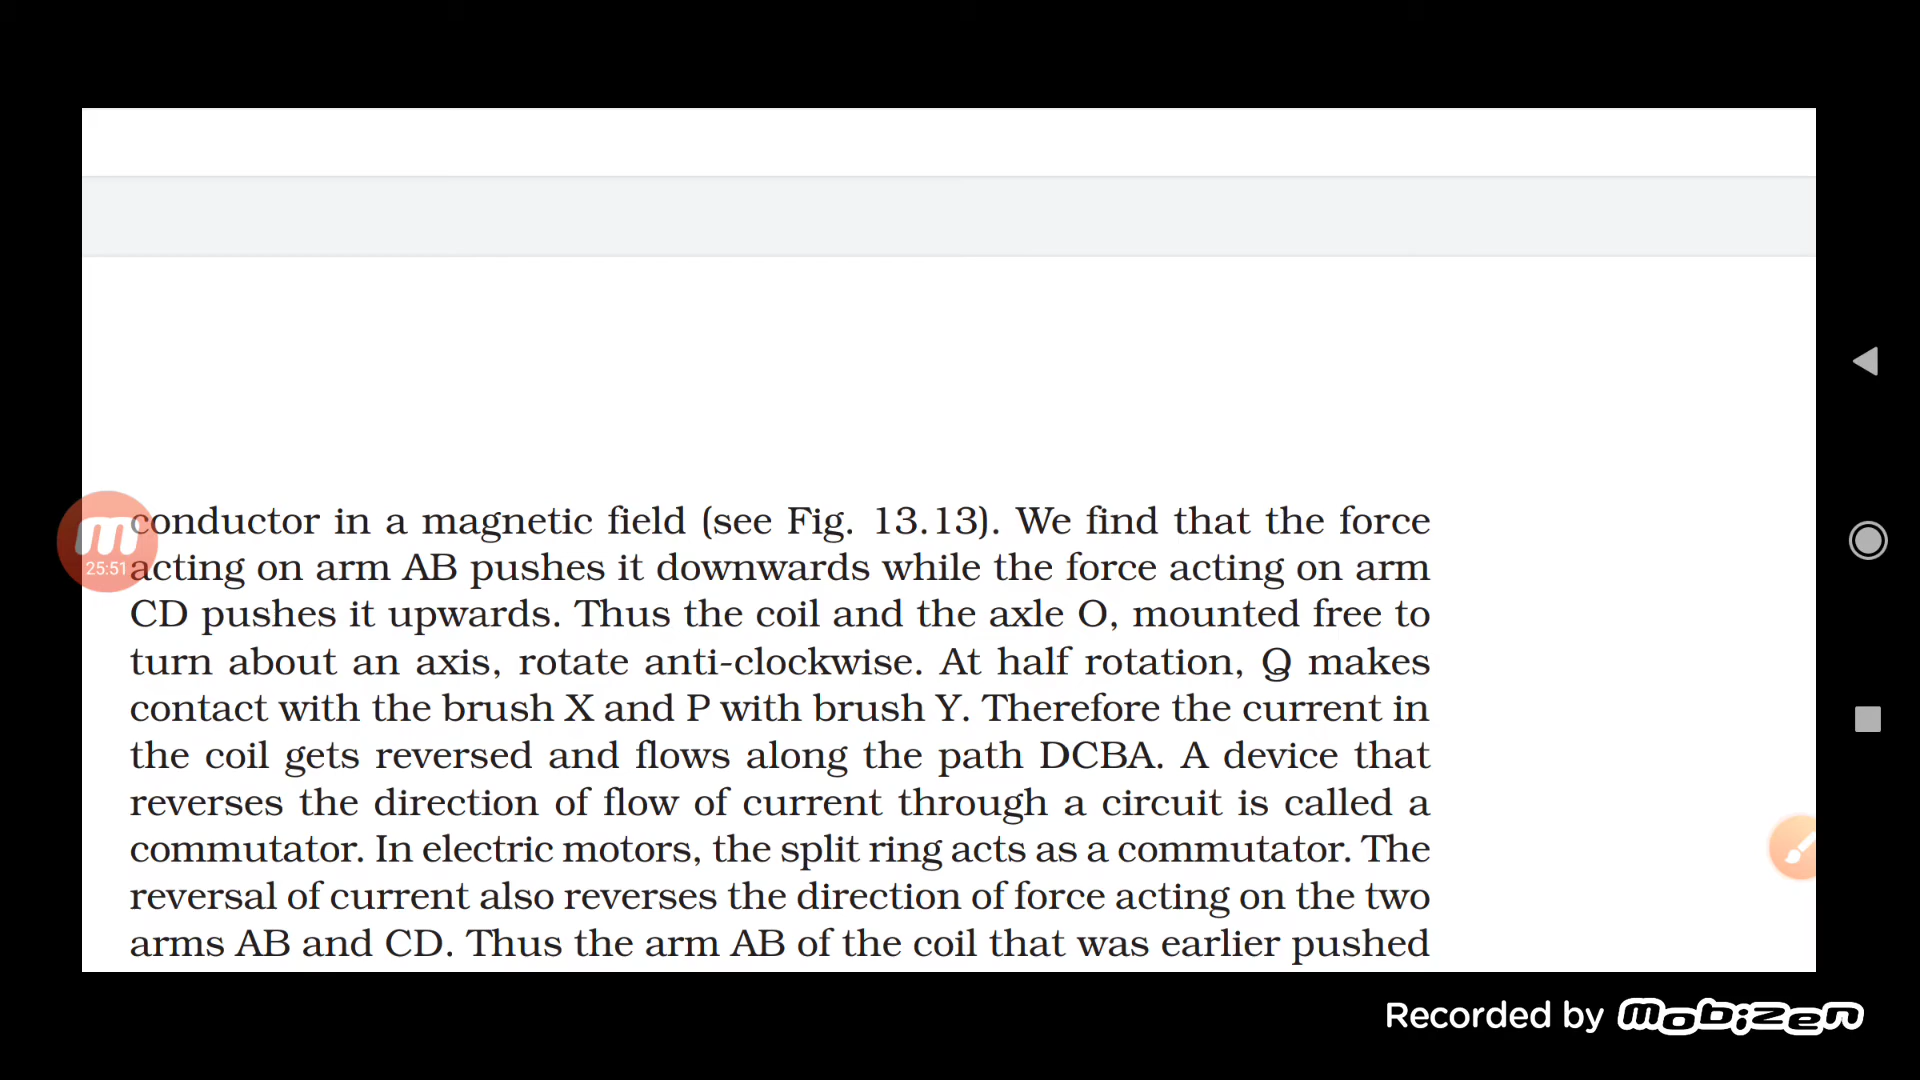 conductor in a magnetic field (see Fig. 13.13). We find that the force
acting on arm AB pushes it downwards while the force acting on arm
CD pushes it upwards. Thus the coil and the axle O, mounted free to
turn about an axis, rotate anti-clockwise. At half rotation, Q makes
contact with the brush X and P with brush Y. Therefore the current in
the coil gets reversed and flows along the path DCBA. A device that
reverses the direction of flow of current through a circuit is called a
commutator. In electric motors, the split ring acts as a commutator. The
reversal of current also reverses the direction of force acting on the two
arms AB and CD. Thus the arm AB of the coil that was earlier pushed
25:51
Recorded by mobizen